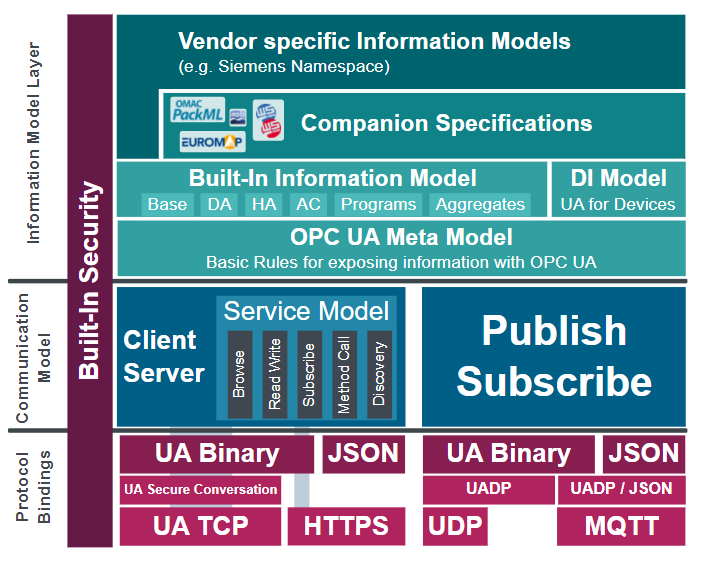 Vendor specific Information Models
(e.g. Siemens Namespace)
OMAC
PackML
EUROMAP
Companion Specifications
Built-In Information Model
Base DA HA AC Programs Aggregates
DI Model
UA for Devices
OPC UA Meta Model
Basic Rules for exposing information with OPC UA
Information Model Layer
Built-In Security
Communication
Model
Client
Server
Service Model
Browse
Read Write
Subscribe
Method Call
Discovery
Publish
Subscribe
Protocol
Bindings
UA Binary JSON
UA Secure Conversation
UA TCP HTTPS
UA Binary JSON
UADP UADP / JSON
UDP MQTT